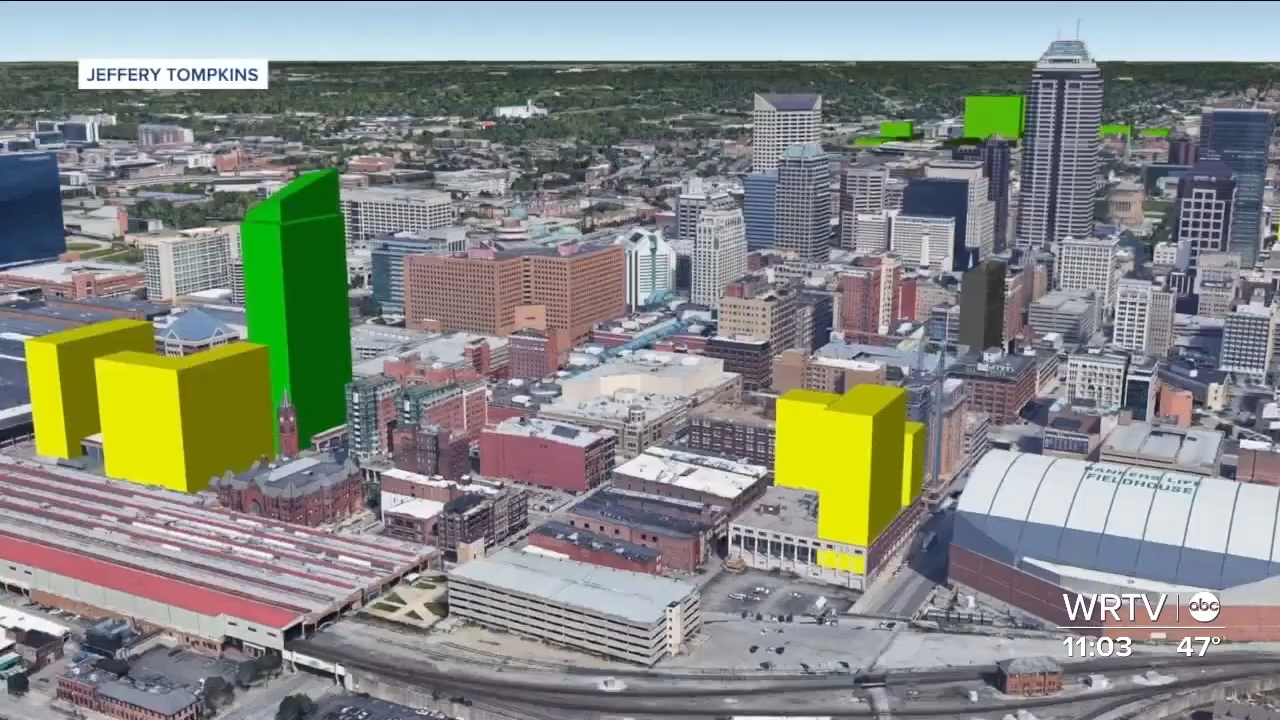 JEFFERY TOMPKINS
BANKERS LIFE
FIELDHOUSE
WRTV abc
11:03 47°